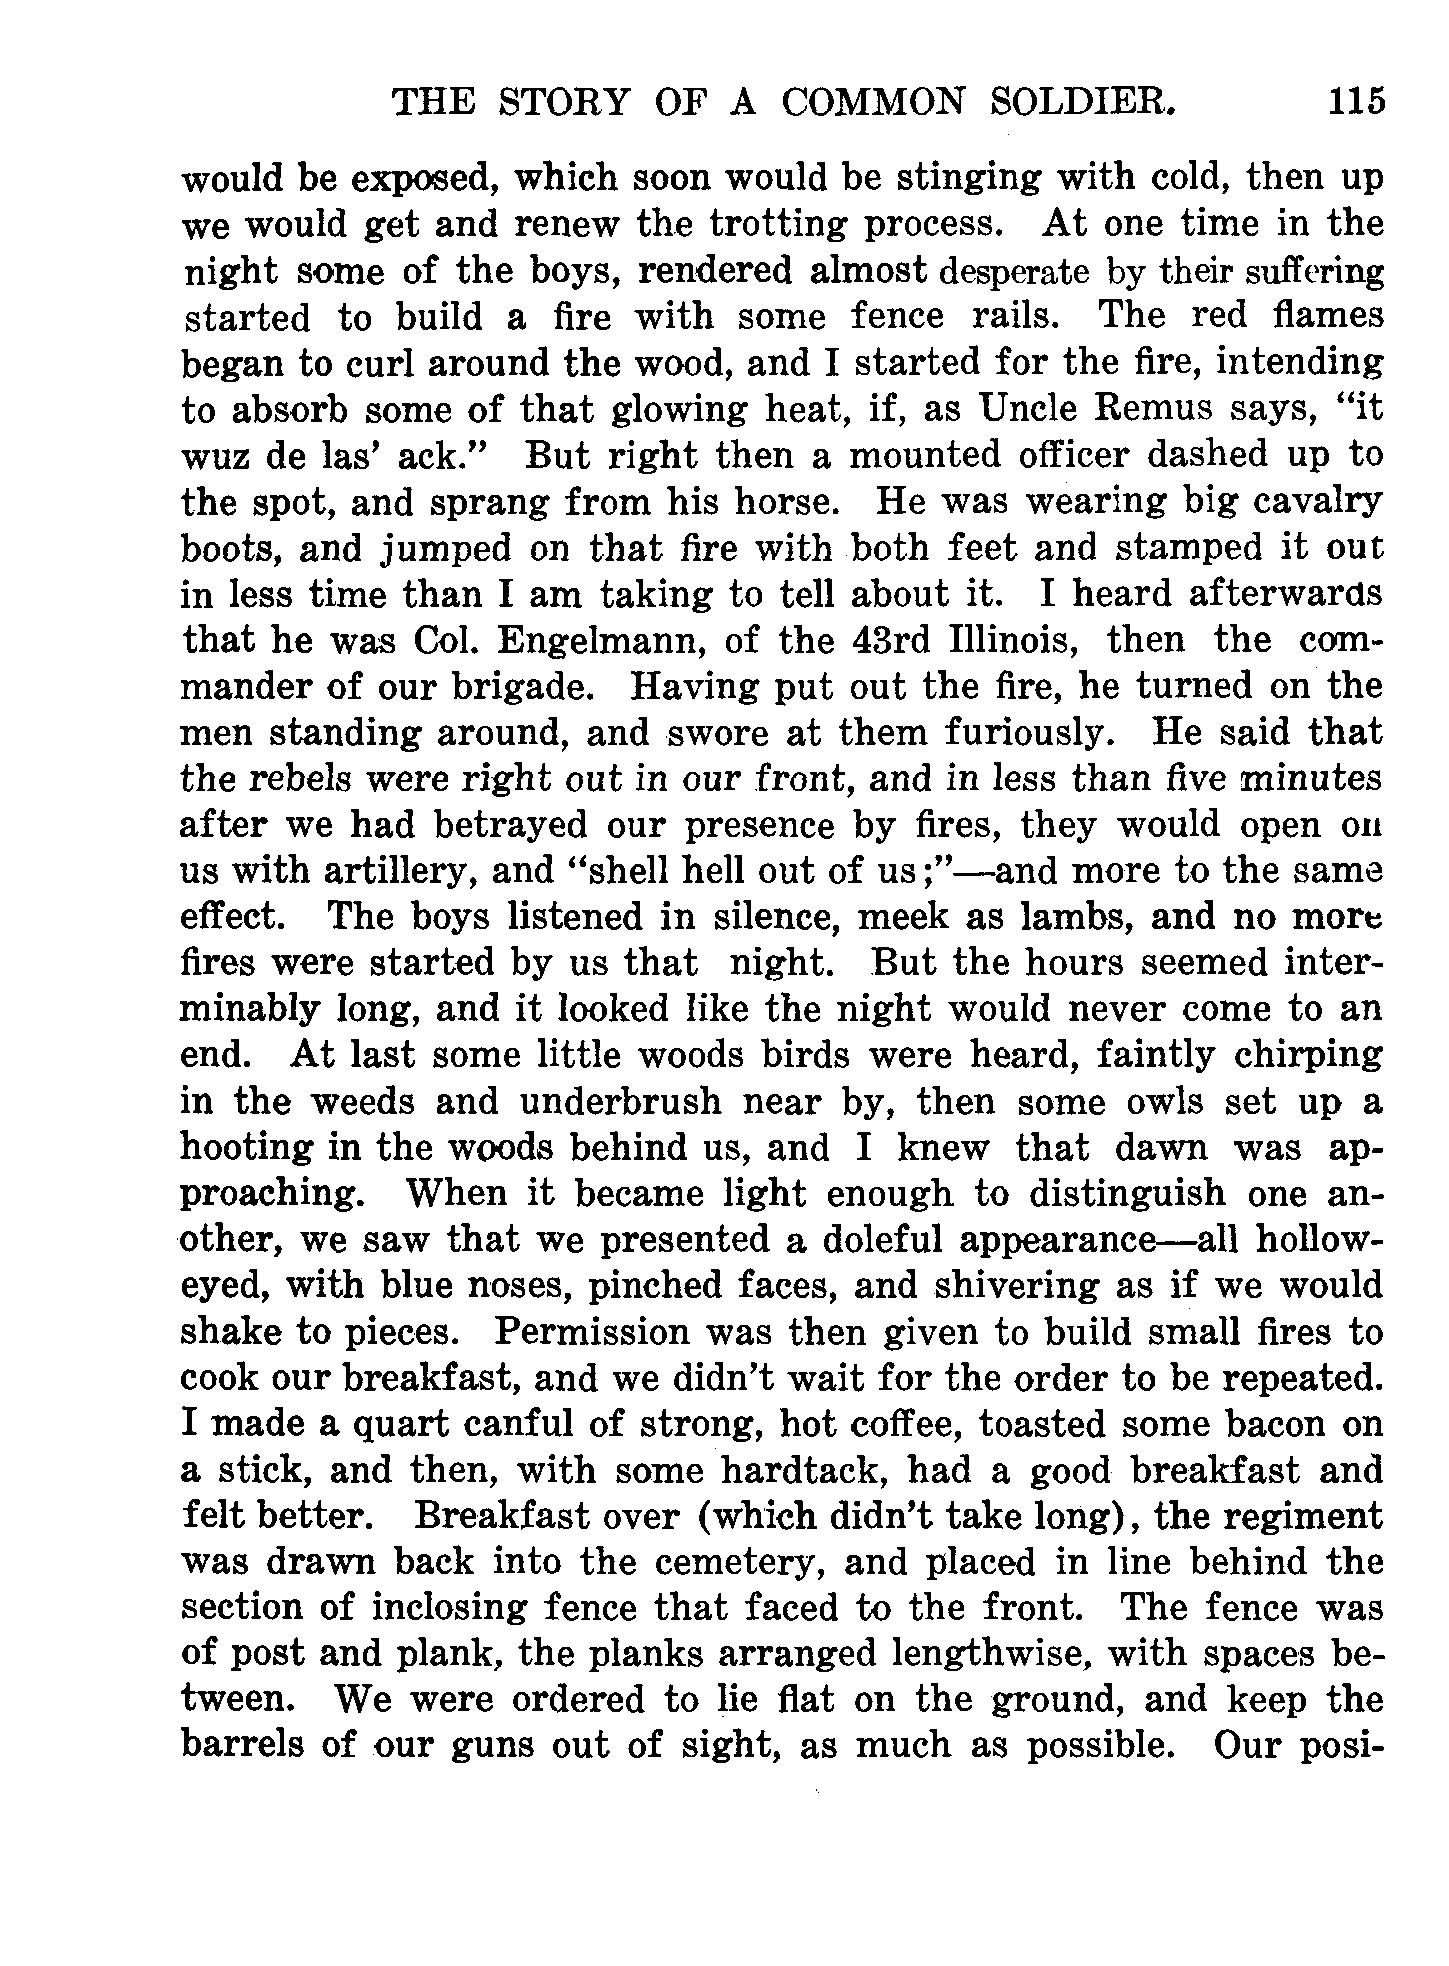 THE STORY OF A COMMON SOLDIER. 115
would be exposed, which soon would be stinging with cold, then up
we would get and renew the trotting process. At one time in the
night some of the boys, rendered almost desperate by their suffering
started to build a fire with some fence rails. The red flames
began to curl around the wood, and I started for the fire, intending
to absorb some of that glowing heat, if, as Uncle Remus says, “it
wuz de las’ ack.” But right then a mounted officer dashed up to
the spot, and sprang from his horse. He was wearing big cavalry
boots, and jumped on that fire with both feet and stamped it out
in less time than I am taking to tell about it. I heard afterwards
that he was Col. Engelmann, of the 43rd Illinois, then the com-
mander of our brigade. Having put out the fire, he turned on the
men standing around, and swore at them furiously. He said that
the rebels were right out in our front, and in less than five minutes
after we had betrayed our presence by fires, they would open on
us with artillery, and “shell hell out of us;”—and more to the same
effect. The boys listened in silence, meek as lambs, and no more
fires were started by us that night. But the hours seemed inter-
minably long, and it looked like the night would never come to an
end. At last some little woods birds were heard, faintly chirping
in the weeds and underbrush near by, then some owls set up a
hooting in the woods behind us, and I knew that dawn was ap-
proaching. When it became light enough to distinguish one an-
other, we saw that we presented a doleful appearance—all hollow-
eyed, with blue noses, pinched faces, and shivering as if we would
shake to pieces. Permission was then given to build small fires to
cook our breakfast, and we didn’t wait for the order to be repeated.
I made a quart canful of strong, hot coffee, toasted some bacon on
a stick, and then, with some hardtack, had a good breakfast and
felt better. Breakfast over (which didn’t take long), the regiment
was drawn back into the cemetery, and placed in line behind the
section of inclosing fence that faced to the front. The fence was
of post and plank, the planks arranged lengthwise, with spaces be-
tween. We were ordered to lie flat on the ground, and keep the
barrels of our guns out of sight, as much as possible. Our posi-